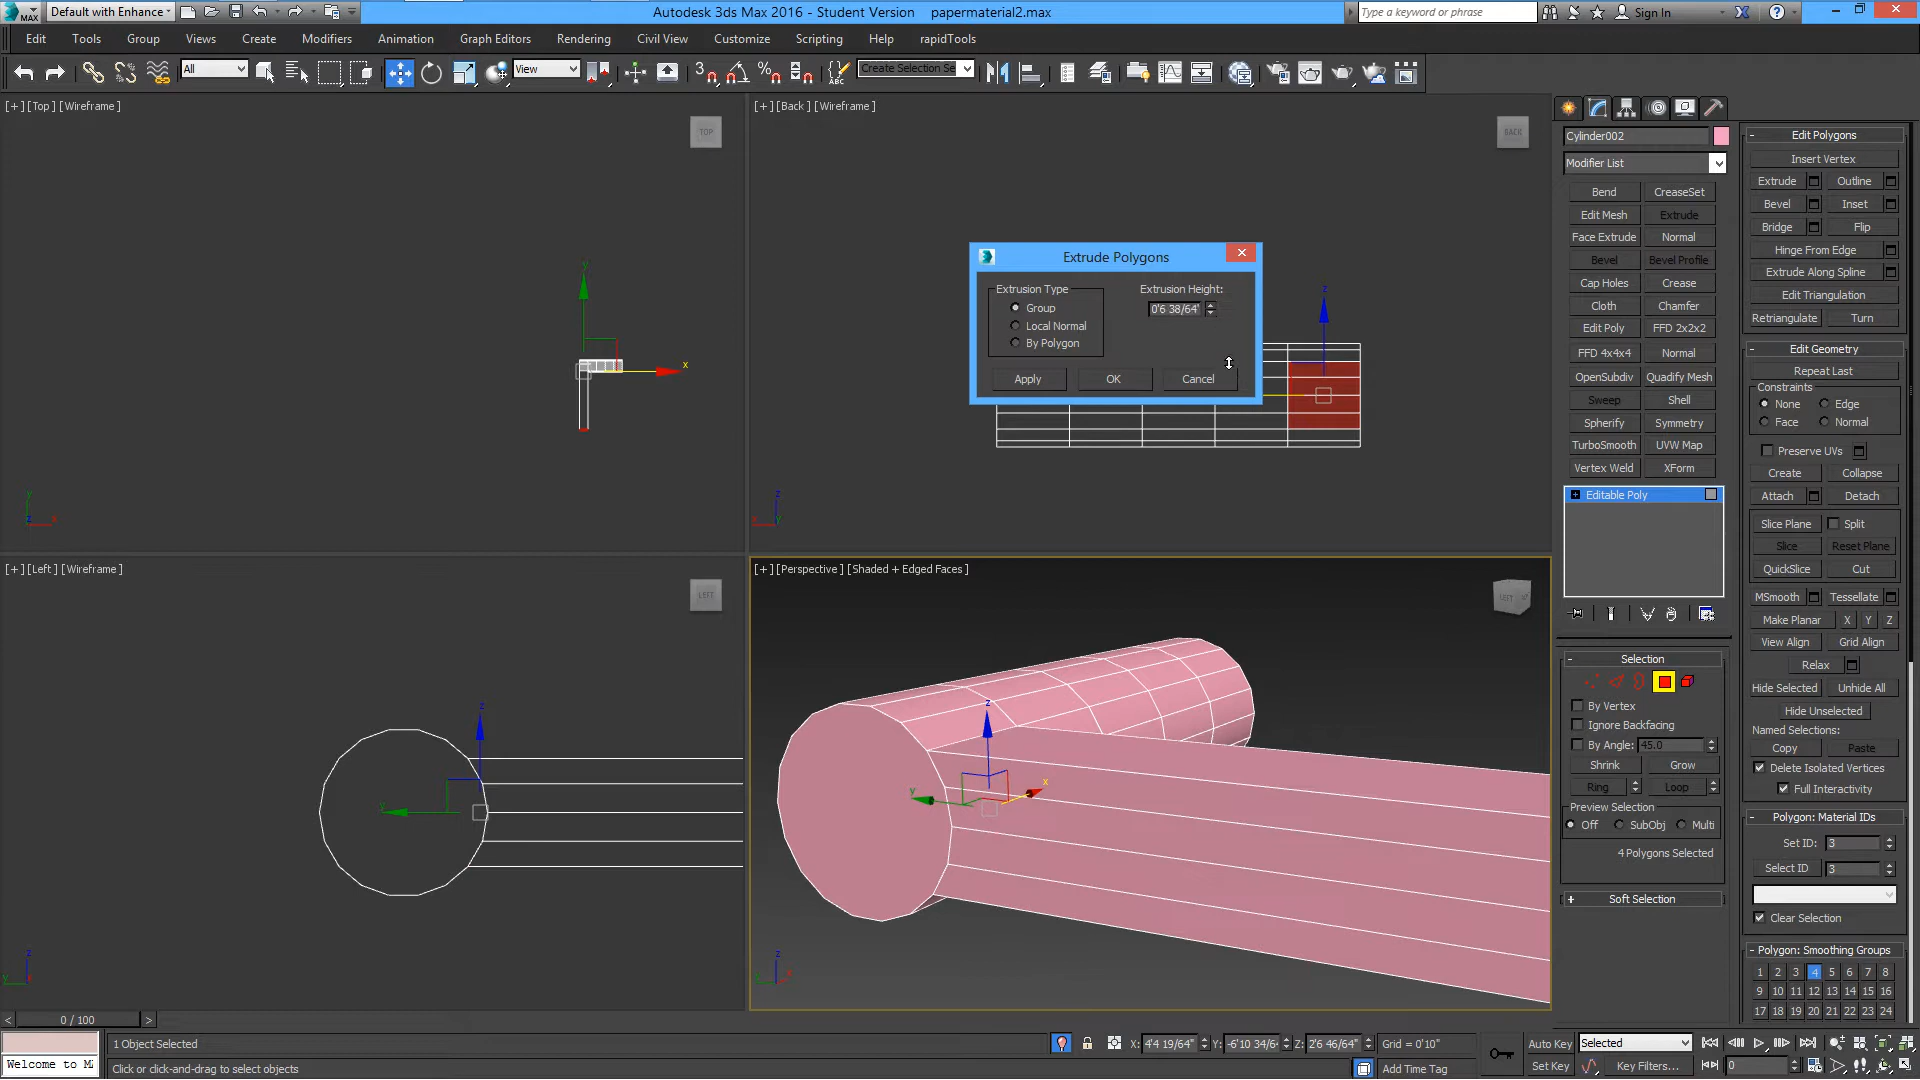 MAX
Default with Enhance
Autodesk 3ds Max 2016 - Student Version papermaterial2.max
Type a keyword or phrase
Sign In
Edit Tools Group Views Create Modifiers Animation Graph Editors Rendering Civil View Customize Scripting Help rapidTools
All
View
3
ABC
Create Selection Se
[+] [Top] [Wireframe]
TOP
[+] [Back] [Wireframe]
BACK
Extrude Polygons
Extrusion Type
Group
Local Normal
By Polygon
Extrusion Height:
0'6 38/64"
Apply OK Cancel
[+] [Left] [Wireframe]
LEFT
[+] [Perspective] [Shaded + Edged Faces]
LEFT
Cylinder002
Modifier List
Bend CreaseSet
Edit Mesh Extrude
Face Extrude Normal
Bevel Bevel Profile
Cap Holes Crease
Cloth Chamfer
Edit Poly FFD 2x2x2
FFD 4x4x4 Normal
OpenSubdiv Quadify Mesh
Sweep Shell
Spherify Symmetry
TurboSmooth UVW Map
Vertex Weld XForm
Editable Poly
Selection
By Vertex
Ignore Backfacing
By Angle: 45.0
Shrink Grow
Ring Loop
Preview Selection
Off SubObj Multi
4 Polygons Selected
Soft Selection
Edit Polygons
Insert Vertex
Extrude Outline
Bevel Inset
Bridge Flip
Hinge From Edge
Extrude Along Spline
Edit Triangulation
Retriangulate Turn
Edit Geometry
Repeat Last
Constraints
None Edge
Face Normal
Preserve UVs
Create Collapse
Attach Detach
Slice Plane Split
Slice Reset Plane
QuickSlice Cut
MSmooth Tessellate
Make Planar X Y Z
View Align Grid Align
Relax
Hide Selected Unhide All
Hide Unselected
Named Selections:
Copy Paste
Delete Isolated Vertices
Full Interactivity
Polygon: Material IDs
Set ID: 3
Select ID 3
Clear Selection
Polygon: Smoothing Groups
1 2 3 4 5 6 7 8
9 10 11 12 13 14 15 16
17 18 19 20 21 22 23 24
0 / 100
Welcome to M
1 Object Selected
Click or click-and-drag to select objects
X: 4'4 19/64" Y: -6'10 34/64 Z: 2'6 46/64"
Grid = 0'10"
Add Time Tag
Auto Key Selected
Set Key Key Filters...
0